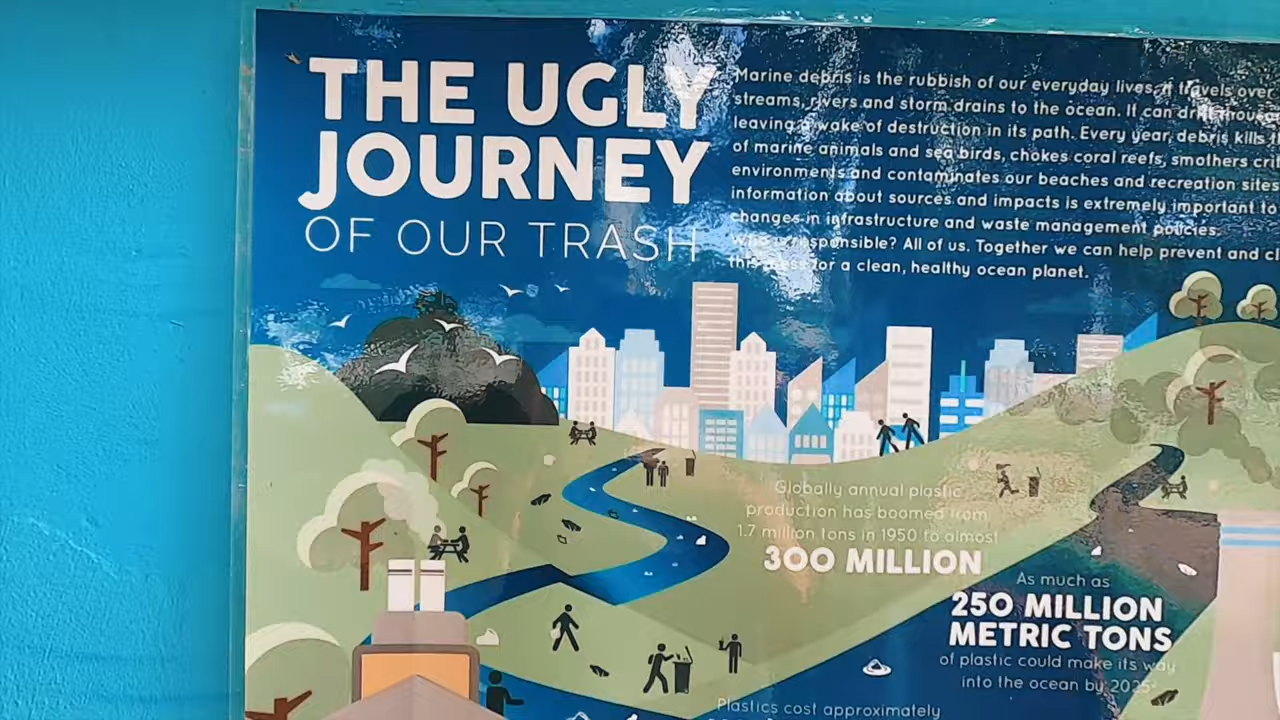 THE UGLY
JOURNEY
OF OUR TRASH
Marine debris is the rubbish of our everyday lives, it travels over
streams, rivers and storm drains to the ocean. It can drift
leaving a wake of destruction in its path. Every year, debris kills
of marine animals and sea birds, chokes coral reefs, smothers
environments and contaminates our beaches and recreation sites
information about sources and impacts is extremely important to
changes in infrastructure and waste management policies.
responsible? All of us. Together we can help prevent and
this mess for a clean, healthy ocean planet.
Globally annual plastic
production has boomed from
1.7 million tons in 1950 to almost
300 MILLION
As much as
250 MILLION
METRIC TONS
of plastic could make its way
into the ocean by 2025
Plastics cost approximately